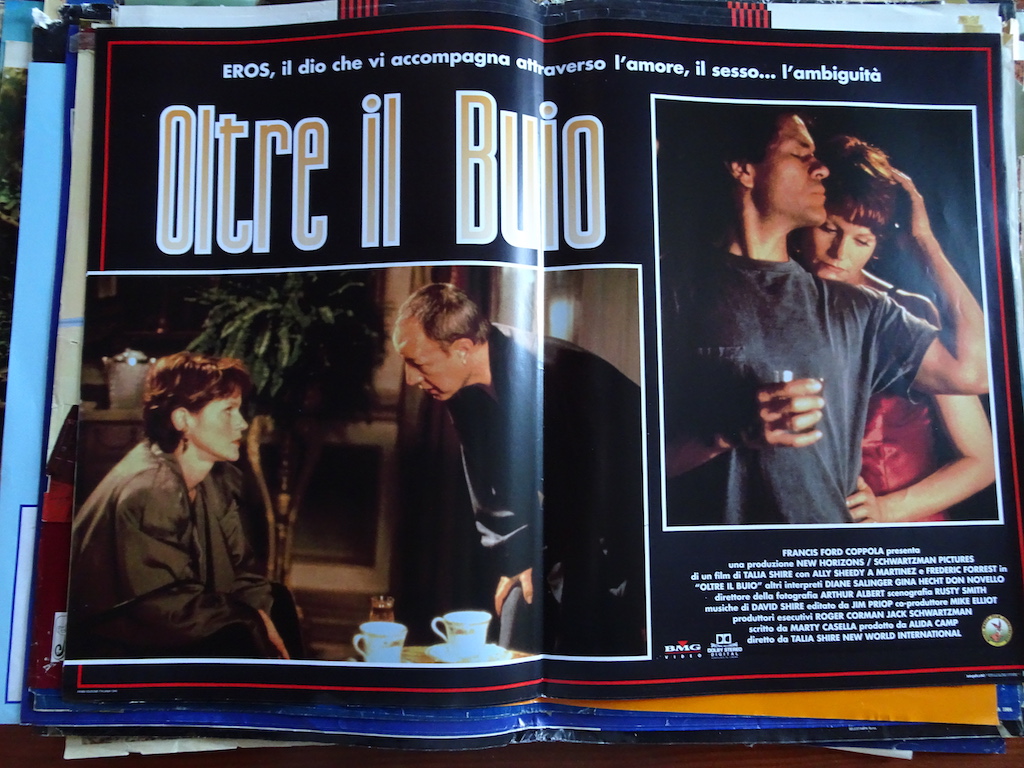 EROS, il dio che vi accompagna attraverso l'amore, il sesso... l'ambiguità
Oltre il Buio
FRANCIS FORD COPPOLA presenta
una produzione NEW HORIZONS / SCHWARTZMAN PICTURES
di un film di TALIA SHIRE con ALLY SHEEDY A MARTINEZ e FREDERIC FORREST in
"OLTRE IL BUIO" altri interpreti DIANE SALINGER GINA HECHT DON NOVELLO
direttore della fotografia ARTHUR ALBERT scenografia RUSTY SMITH
musiche di DAVID SHIRE editato da JIM PRIOP co-produttore MIKE ELLIOT
produttori esecutivi ROGER CORMAN JACK SCHWARTZMAN
scritto da MARTY CASELLA prodotto da ALIDA CAMP
diretto da TALIA SHIRE NEW WORLD INTERNATIONAL
BMG
VIDEO
DOLBY STEREO
DIGITAL